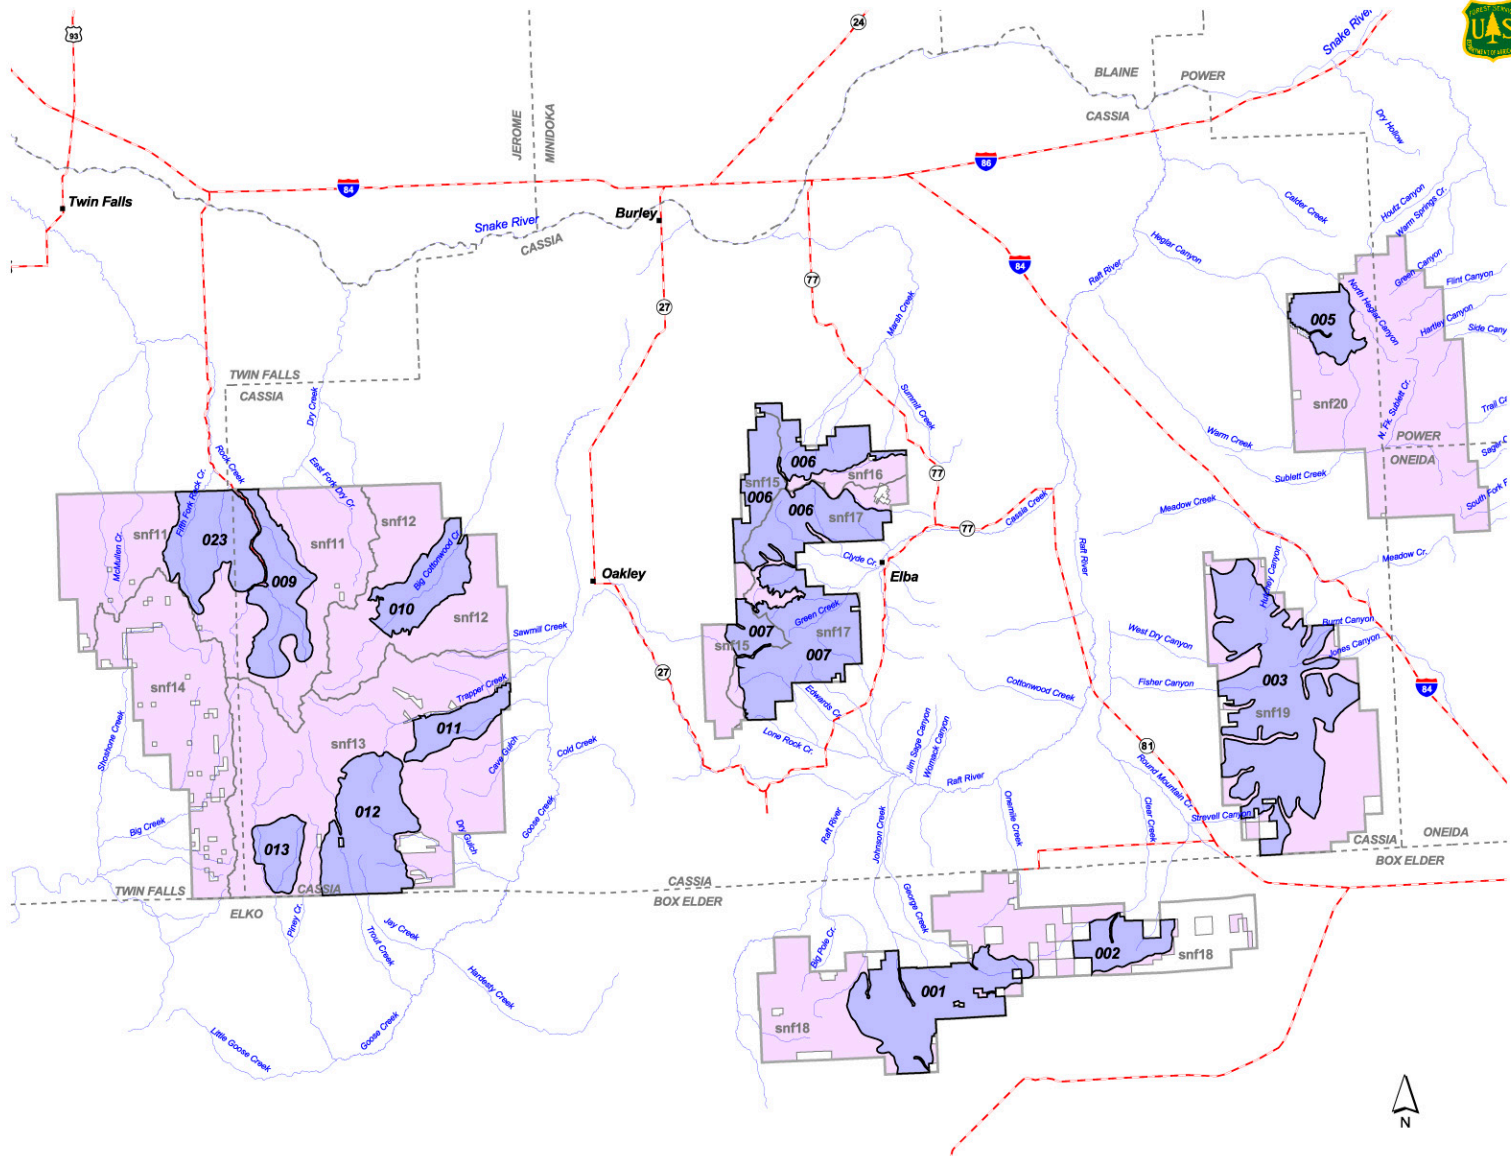 93
24
FOREST SERVICE
US
DEPARTMENT OF AGRICULTURE
Snake River
BLAINE
POWER
CASSIA
JEROME
MINIDOKA
Dry Hollow
86
84
Twin Falls
Burley
Snake River
CASSIA
Calder Creek
Houtz Canyon
Warm Springs Cr.
Heglar Canyon
Raft River
84
77
27
Marsh Creek
Green Canyon
Flint Canyon
North Heglar Canyon
005
Hartley Canyon
Side Cany
TWIN FALLS
CASSIA
Dry Creek
Summit Creek
snf20
N. Fk. Sublett Cr.
Trail Cr
Warm Creek
POWER
ONEIDA
Sager C
Rock Creek
Fifth Fork Rock Cr.
East Fork Dry Cr.
006
snf16
77
Sublett Creek
snf15
006
006
snf17
Cassia Creek
77
Meadow Creek
South Fork R
snf11
023
snf11
snf12
McMullen Cr.
Big Cottonwood Cr.
Clyde Cr.
Raft River
Meadow Cr.
009
010
Oakley
Elba
snf12
Green Creek
Burnt Canyon
Sawmill Creek
snf15
007
snf17
007
West Dry Canyon
Jones Canyon
27
Trapper Creek
snf14
Edwards Cr.
Cottonwood Creek
Fisher Canyon
003
84
snf19
011
snf13
Shoshone Creek
Cave Gulch
Cold Creek
Lone Rock Cr.
Jim Sage Canyon
Womack Canyon
81
Round Mountain Cr.
Raft River
012
Goose Creek
Raft River
Johnson Creek
Onemile Creek
Clear Creek
Strevell Canyon
Big Creek
013
Dry Gulch
CASSIA
ONEIDA
BOX ELDER
TWIN FALLS
CASSIA
CASSIA
BOX ELDER
ELKO
Piney Cr.
Jay Creek
Trout Creek
George Creek
Big Pole Cr.
002
snf18
Hardesty Creek
001
snf18
Little Goose Creek
Goose Creek
N